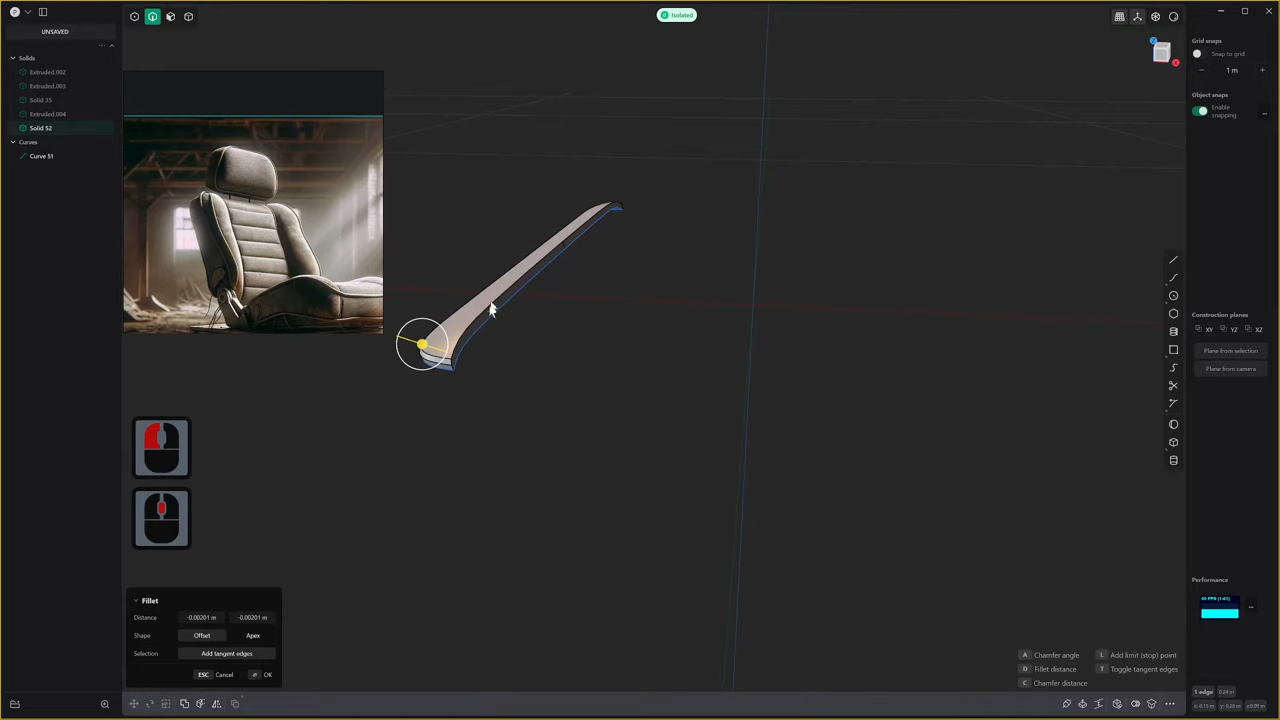 UNSAVED
Solids
Extruded.002
Extruded.003
Solid 35
Extruded.004
Solid 52
Curves
Curve 51
Isolated
Z
X
Grid snaps
Snap to grid
1 m
Object snaps
Enable snapping
Construction planes
XY YZ XZ
Plane from selection
Plane from camera
Performance
Fillet
Distance -0.00201 m -0.00201 m
Shape Offset Apex
Selection Add tangent edges
ESC Cancel OK
A Chamfer angle L Add limit (stop) point
D Fillet distance T Toggle tangent edges
C Chamfer distance
1 edge 0.24 m